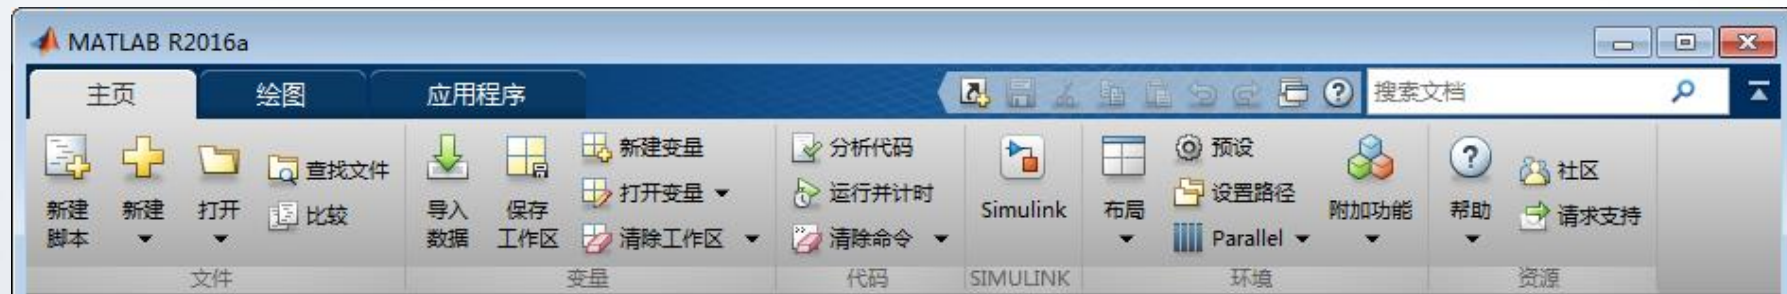 MATLAB R2016a
主页
绘图
应用程序
搜索文档
新建
脚本
新建
打开
查找文件
比较
导入
数据
保存
工作区
新建变量
打开变量
清除工作区
分析代码
运行并计时
清除命令
Simulink
布局
预设
设置路径
Parallel
附加功能
帮助
社区
请求支持
文件
变量
代码
SIMULINK
环境
资源